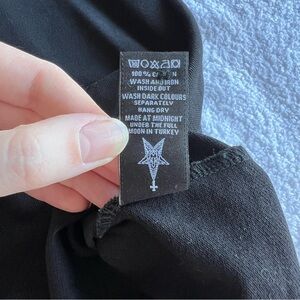 100% COTTON
WASH AND IRON
INSIDE OUT
WASH DARK COLOURS
SEPARATELY
HANG DRY
MADE AT MIDNIGHT
UNDER THE FULL
MOON IN TURKEY